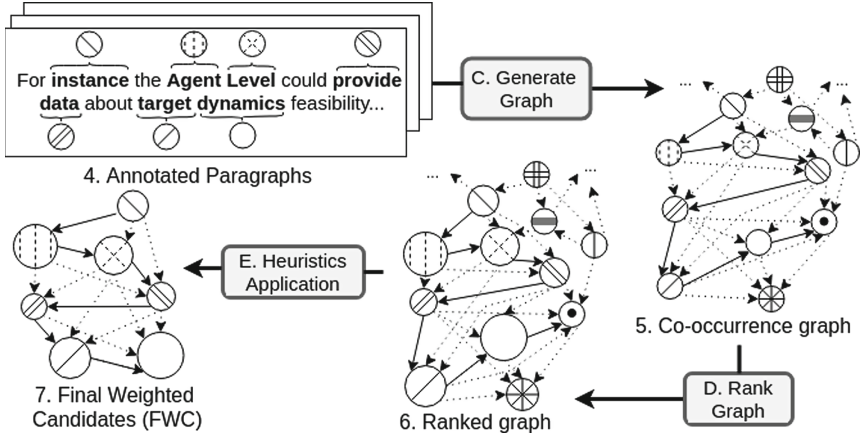 For instance the Agent Level could provide
data about target dynamics feasibility...
4. Annotated Paragraphs
C. Generate
Graph
...
...
5. Co-occurrence graph
D. Rank
Graph
...
...
6. Ranked graph
E. Heuristics
Application
7. Final Weighted
Candidates (FWC)